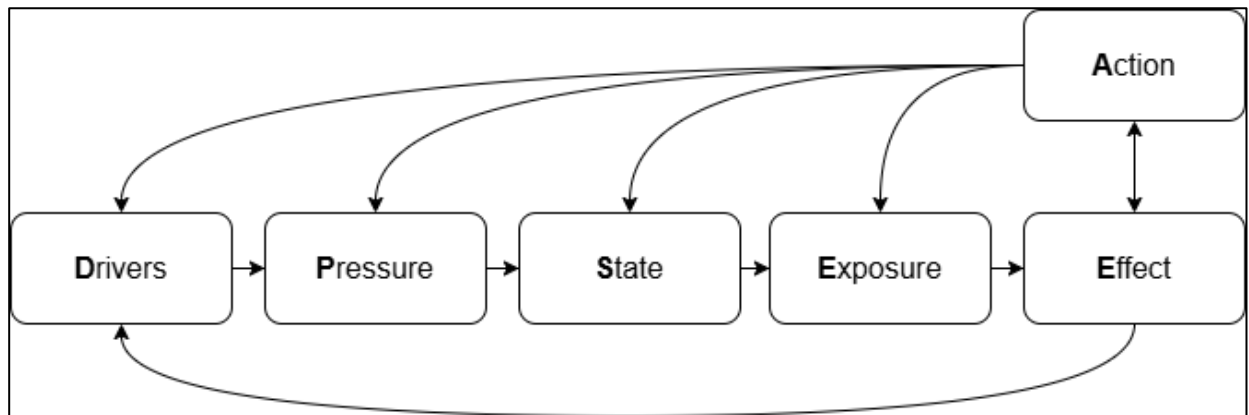 Action
Drivers
Pressure
State
Exposure
Effect